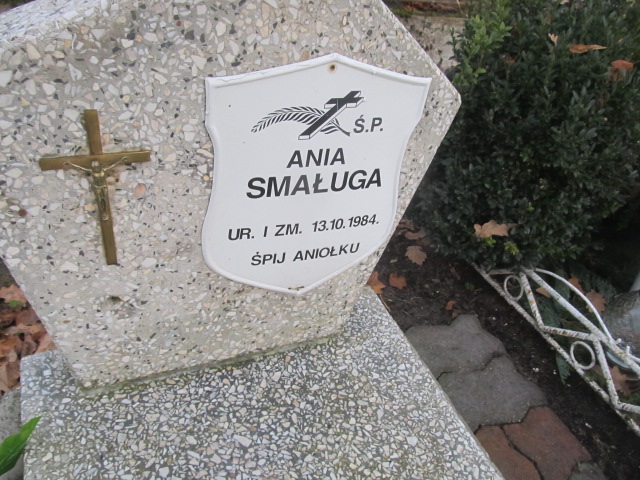 Ś.P.
ANIA
SMAŁUGA
UR. I ZM. 13.10.1984.
ŚPIJ ANIOŁKU